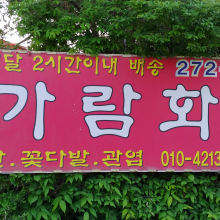 달 2시간이내 배송 272
가람화
. 꽃다발. 관엽 010-4213